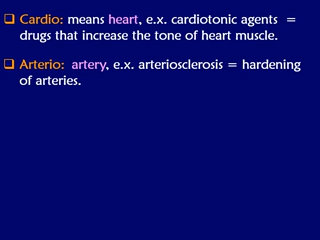 Cardio: means heart, e.x. cardiotonic agents =
drugs that increase the tone of heart muscle.
Arterio: artery, e.x. arteriosclerosis = hardening
of arteries.